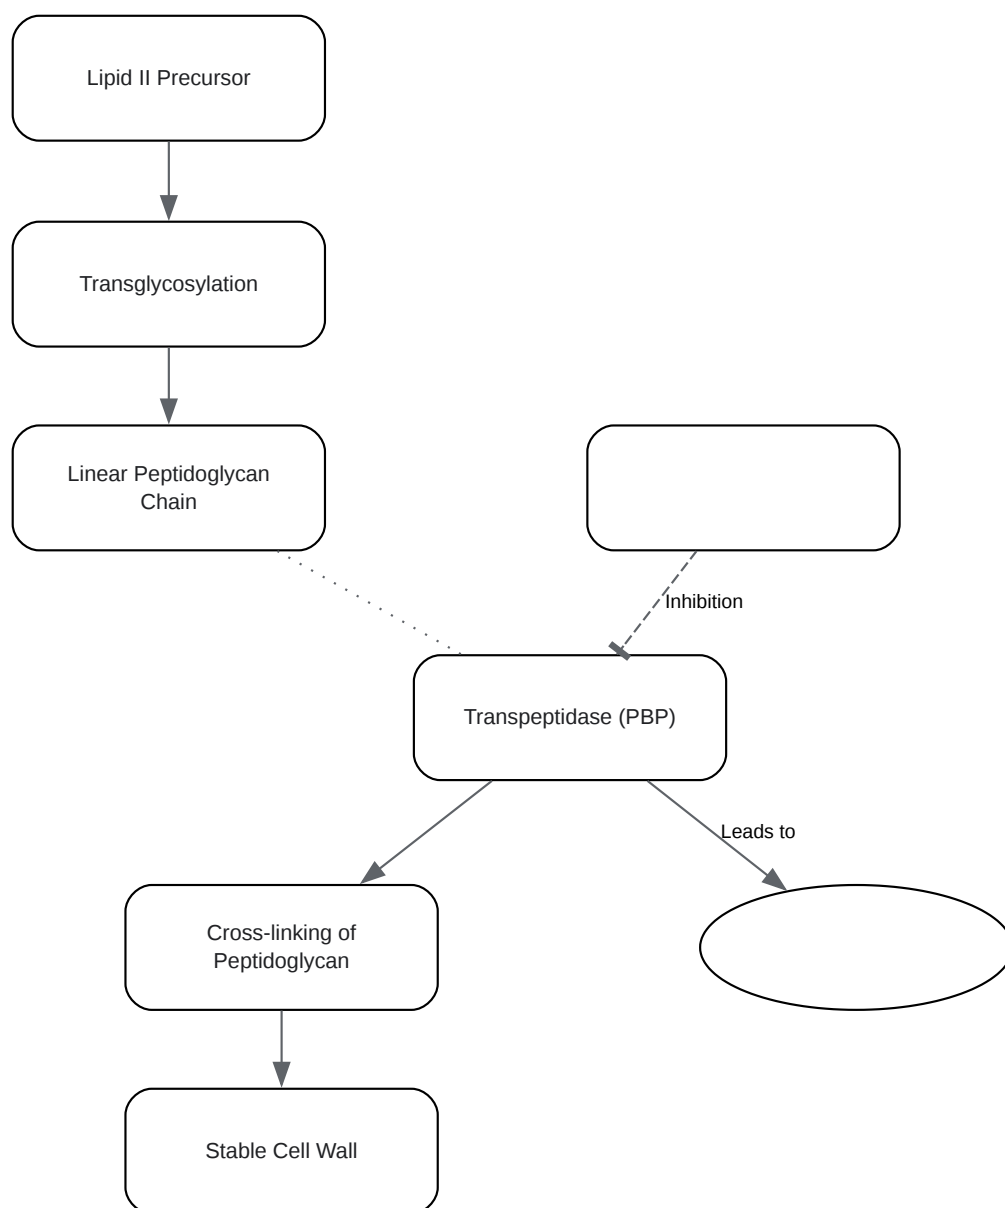 Lipid II Precursor
Transglycosylation
Linear Peptidoglycan
Chain
Inhibition
Transpeptidase (PBP)
Leads to
Cross-linking of
Peptidoglycan
Stable Cell Wall